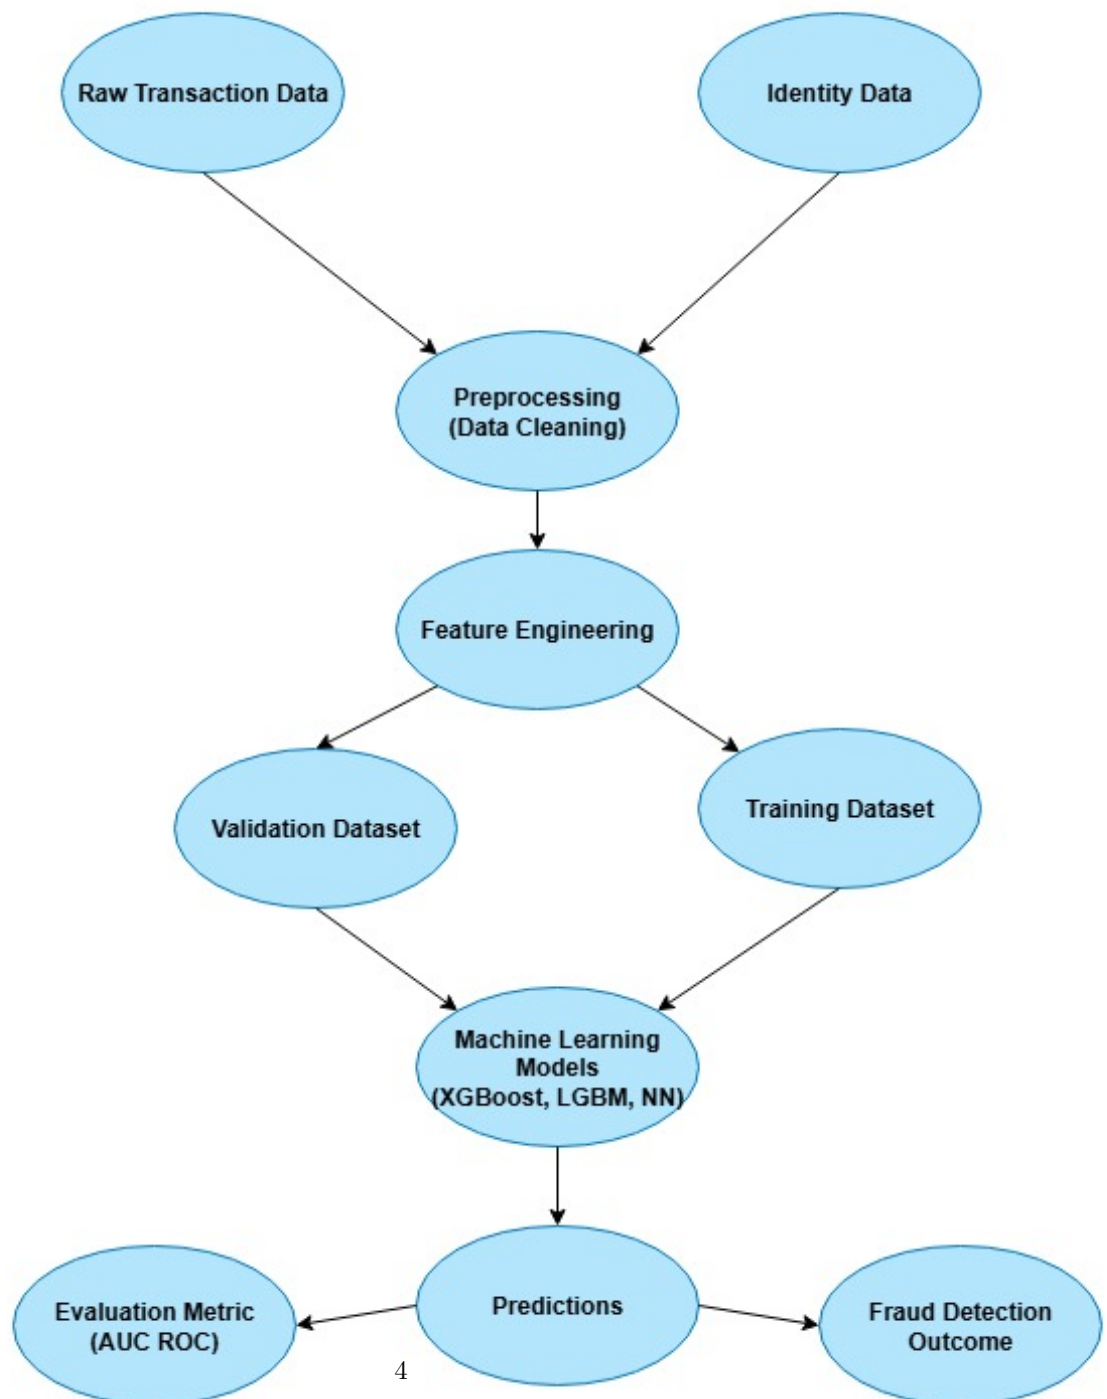 Raw Transaction Data
Identity Data
Preprocessing
(Data Cleaning)
Feature Engineering
Validation Dataset
Training Dataset
Machine Learning
Models
(XGBoost, LGBM, NN)
Predictions
Evaluation Metric
(AUC ROC)
Fraud Detection
Outcome
4